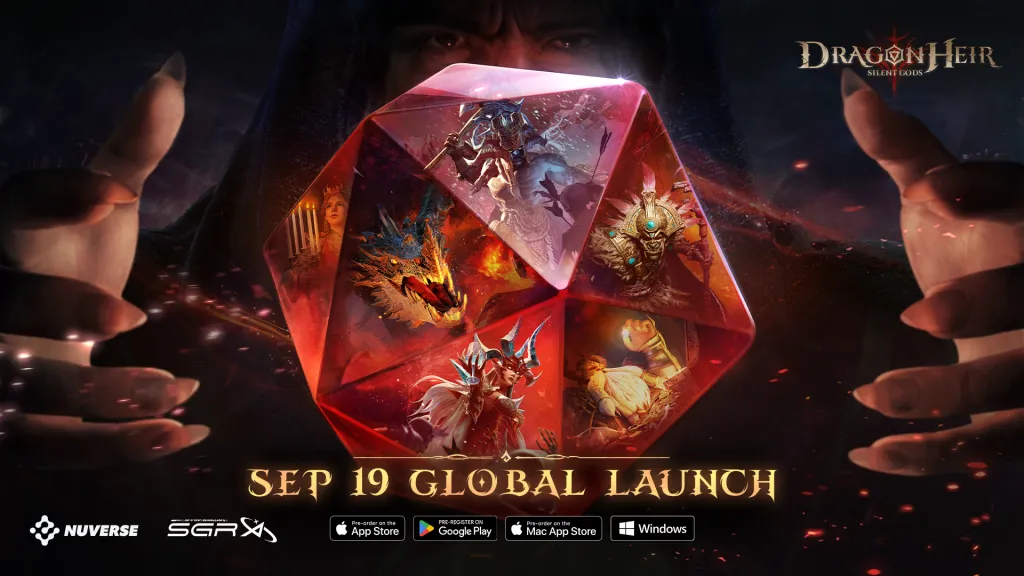 DRAGONHEIR
SILENT GODS
SEP 19 GLOBAL LAUNCH
NUVERSE
SGRA
Pre-order on the
App Store
PRE-REGISTER ON
Google Play
Pre-order on the
Mac App Store
Windows